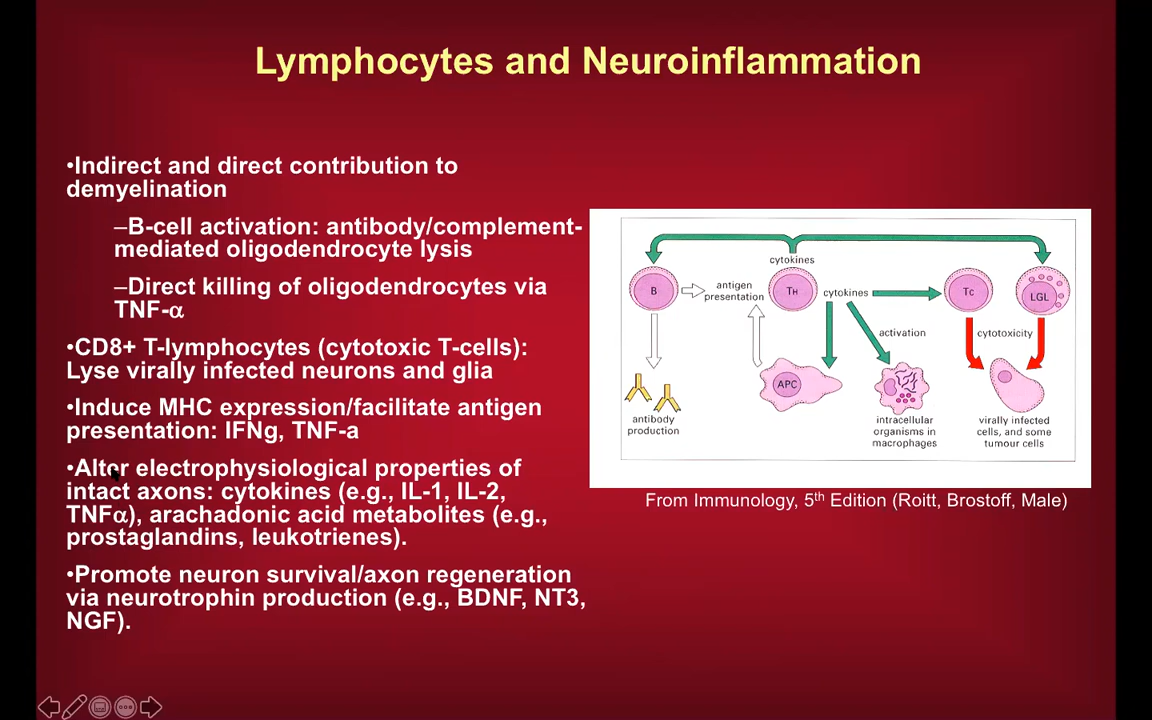 Lymphocytes and Neuroinflammation
•Indirect and direct contribution to
demyelination
–B-cell activation: antibody/complement-
mediated oligodendrocyte lysis
–Direct killing of oligodendrocytes via
TNF-α
•CD8+ T-lymphocytes (cytotoxic T-cells):
Lyse virally infected neurons and glia
•Induce MHC expression/facilitate antigen
presentation: IFNg, TNF-a
•Alter electrophysiological properties of
intact axons: cytokines (e.g., IL-1, IL-2,
TNFα), arachadonic acid metabolites (e.g.,
prostaglandins, leukotrienes).
•Promote neuron survival/axon regeneration
via neurotrophin production (e.g., BDNF, NT3,
NGF).
cytokines
B
antigen
presentation
TH
cytokines
TC
LGL
activation
cytotoxicity
APC
antibody
production
intracellular
organisms in
macrophages
virally infected
cells, and some
tumour cells
From Immunology, 5th Edition (Roitt, Brostoff, Male)